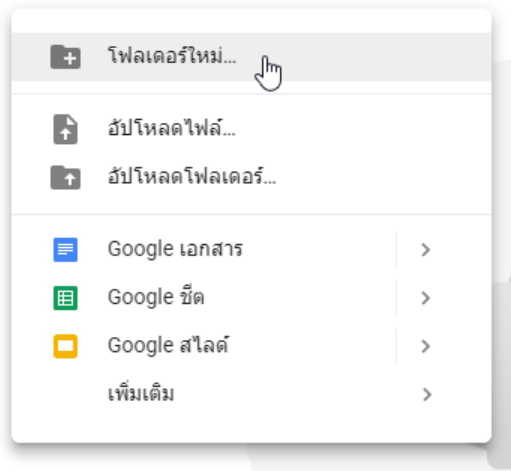 โฟลเดอร์ใหม่...
อัปโหลดไฟล์...
อัปโหลดโฟลเดอร์...
Google เอกสาร
Google ชีต
Google สไลด์
เพิ่มเติม